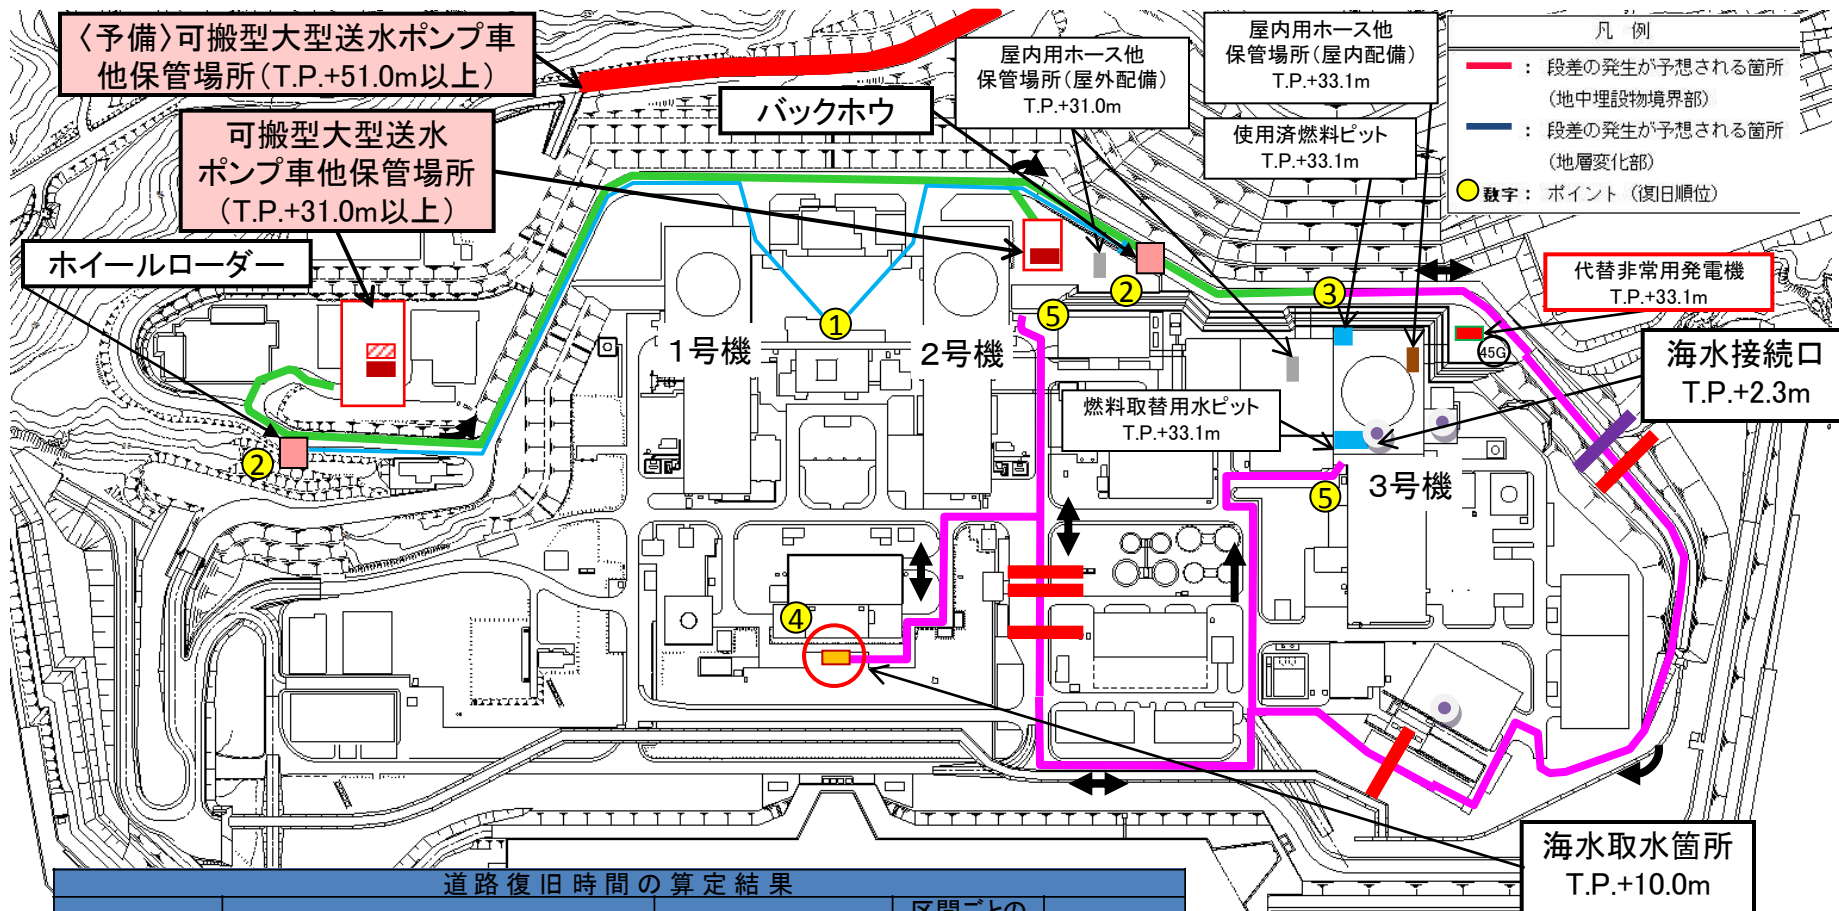 〈予備〉可搬型大型送水ポンプ車
他保管場所(T.P.+51.0m以上)
可搬型大型送水
ポンプ車他保管場所
(T.P.+31.0m以上)
ホイールローダー
バックホウ
屋内用ホース他
保管場所(屋外配備)
T.P.+31.0m
屋内用ホース他
保管場所(屋内配備)
T.P.+33.1m
使用済燃料ピット
T.P.+33.1m
凡 例
: 段差の発生が予想される箇所
(地中埋設物境界部)
: 段差の発生が予想される箇所
(地層変化部)
数字 : ポイント (復旧順位)
代替非常用発電機
T.P.+33.1m
45G
海水接続口
T.P.+2.3m
燃料取替用水ピット
T.P.+33.1m
1号機
2号機
3号機
①
②
②
③
④
⑤
⑤
海水取水箇所
T.P.+10.0m
道路復旧時間の算定結果
区間ごとの